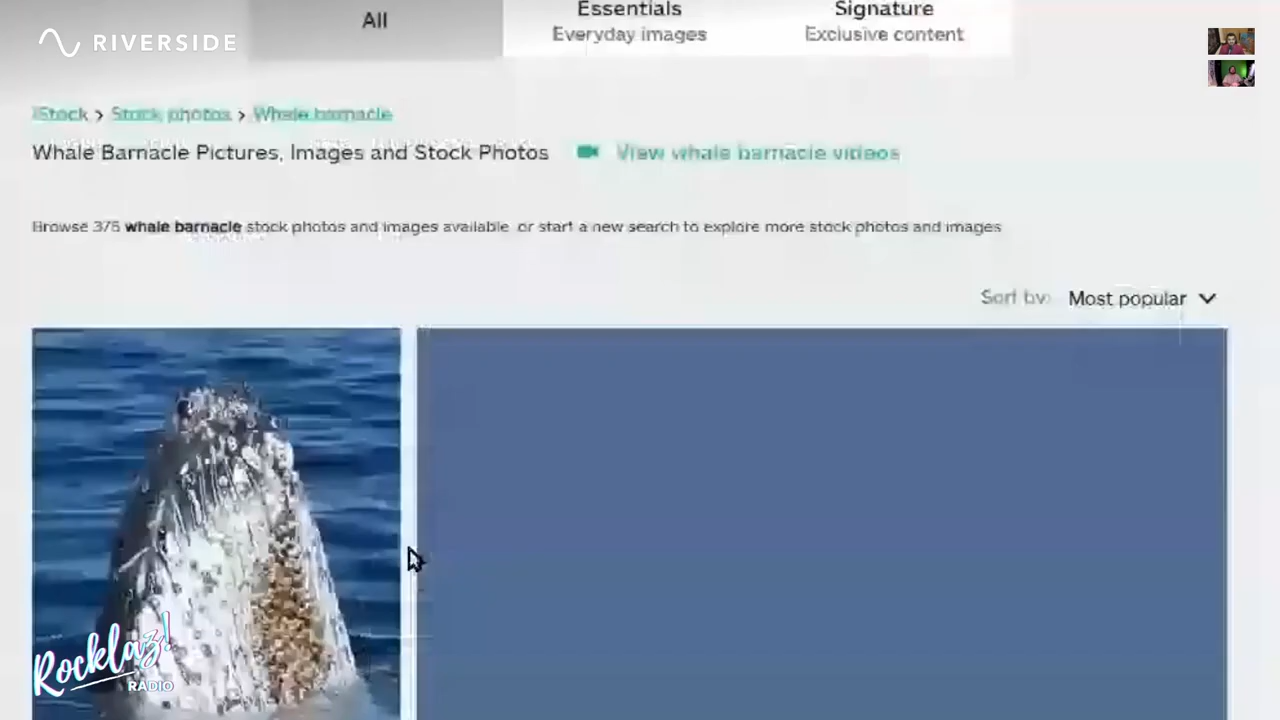 RIVERSIDE
All
Essentials
Everyday images
Signature
Exclusive content
iStock > Stock photos > Whale barnacle
Whale Barnacle Pictures, Images and Stock Photos
View whale barnacle videos
Browse 375 whale barnacle stock photos and images available, or start a new search to explore more stock photos and images
Sort by: Most popular
Rocklaz!
RADIO